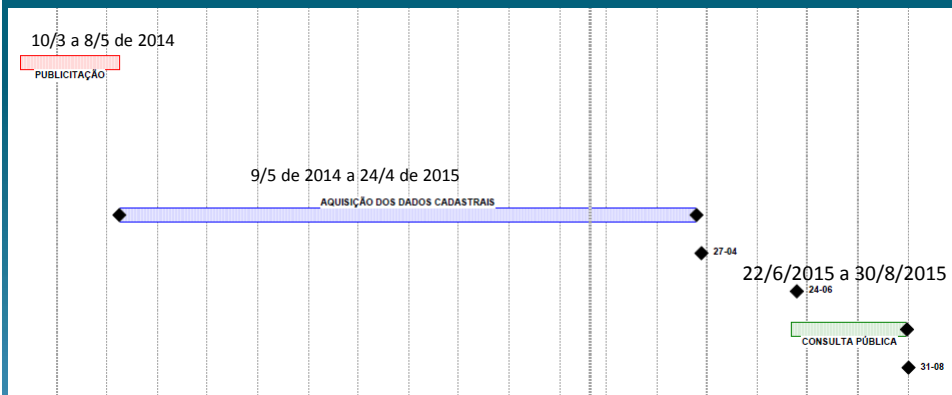 10/3 a 8/5 de 2014
PUBLICITAÇÃO
9/5 de 2014 a 24/4 de 2015
AQUISIÇÃO DOS DADOS CADASTRAIS
27-04
22/6/2015 a 30/8/2015
24-06
CONSULTA PÚBLICA
31-08